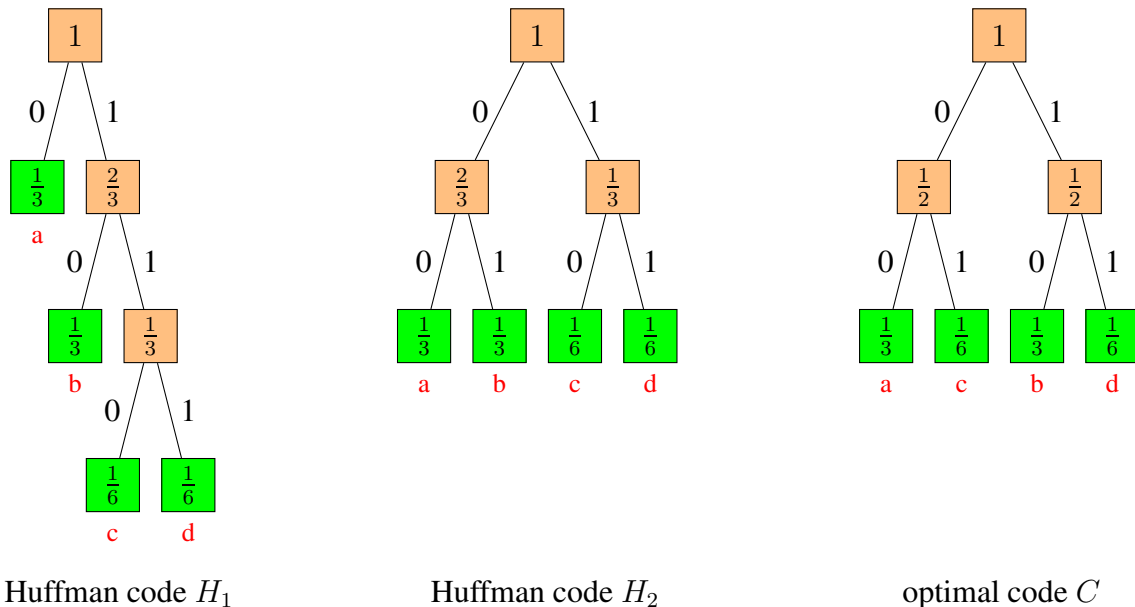 1 1 1
0 1 0 1 0 1
1/3 2/3 2/3 1/3 1/2 1/2
a
0 1 0 1 0 1 0 1 0 1
1/3 1/3 1/3 1/3 1/6 1/6 1/3 1/6 1/3 1/6
b a b c d a c b d
0 1
1/6 1/6
c d
Huffman code H₁ Huffman code H₂ optimal code C